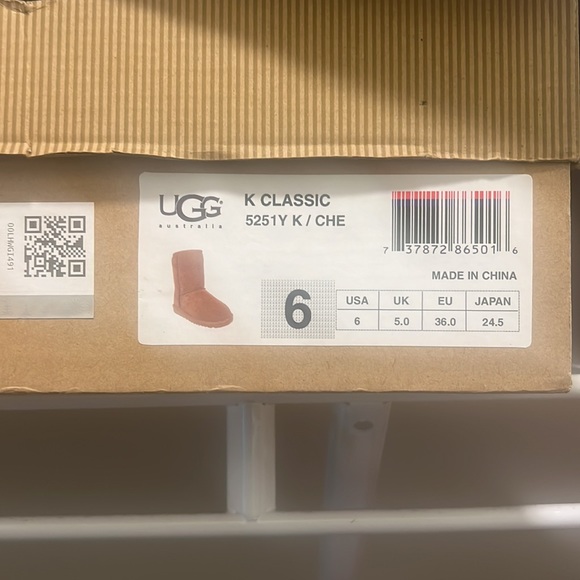 00LHWGI491
UGG®
australia
K CLASSIC
5251Y K / CHE
7 37872 86501 6
MADE IN CHINA
6
USA UK EU JAPAN
6 5.0 36.0 24.5